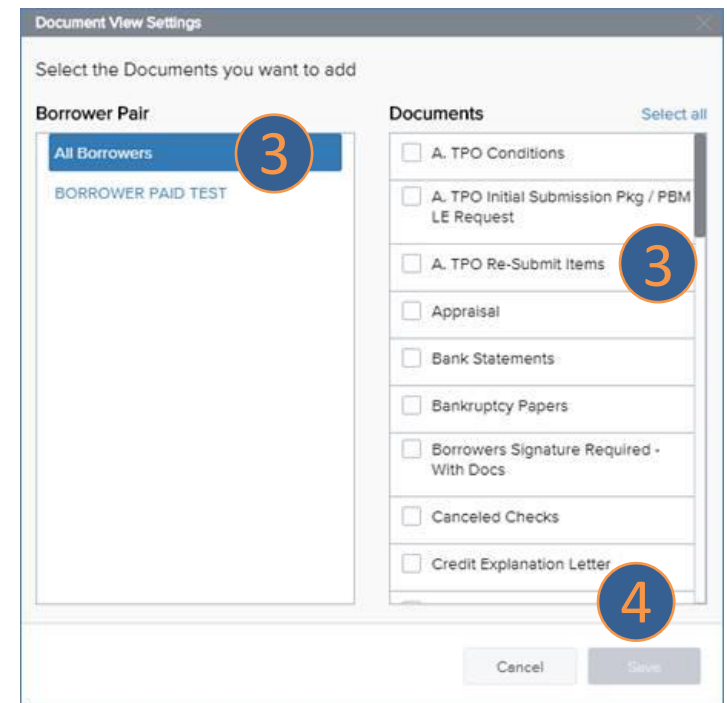 Document View Settings
Select the Documents you want to add
Borrower Pair
All Borrowers
3
BORROWER PAID TEST
Documents
Select all
A. TPO Conditions
A. TPO Initial Submission Pkg / PBM
LE Request
A. TPO Re-Submit Items
3
Appraisal
Bank Statements
Bankruptcy Papers
Borrowers Signature Required -
With Docs
Canceled Checks
Credit Explanation Letter
4
Cancel
Save